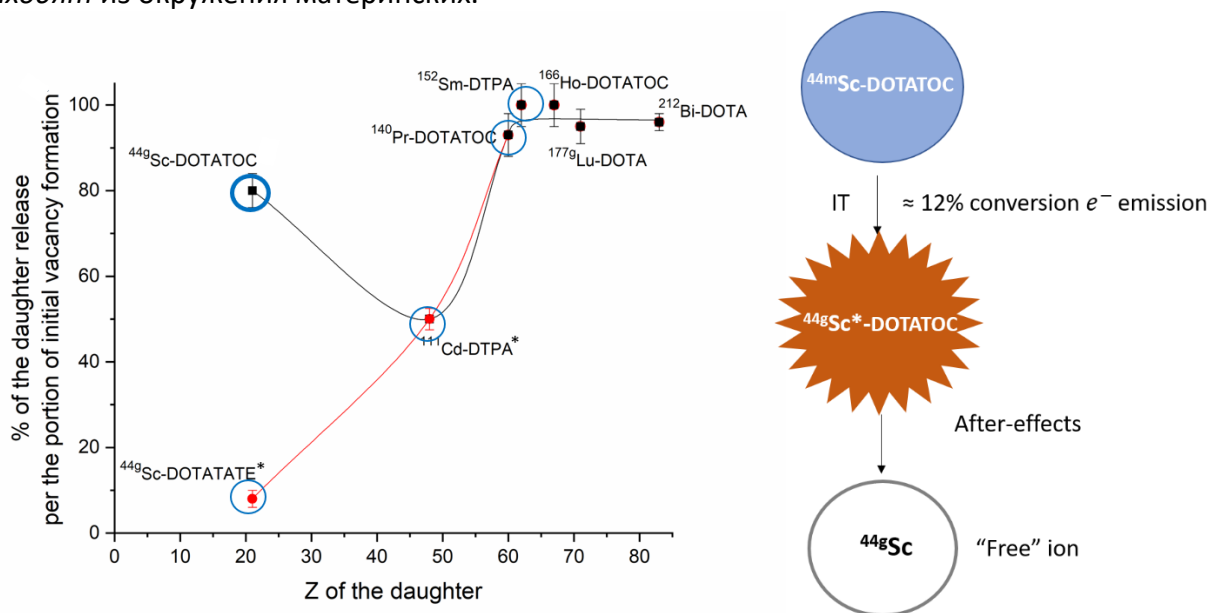 из окружения материнских.
% of the daughter release
per the portion of initial vacancy formation
100
80
60
40
20
0
0 10 20 30 40 50 60 70 80
Z of the daughter
¹⁵²Sm-DTPA
¹⁶⁶Ho-DOTATOC
²¹²Bi-DOTA
¹⁴⁰Pr-DOTATOC
¹⁷⁷ᵍLu-DOTA
⁴⁴ᵍSc-DOTATOC
Cd-DTPA*
⁴⁴ᵍSc-DOTATATE*
⁴⁴ᵐSc-DOTATOC
IT ≈ 12% conversion e⁻ emission
⁴⁴ᵍSc*-DOTATOC
After-effects
⁴⁴ᵍSc
“Free” ion